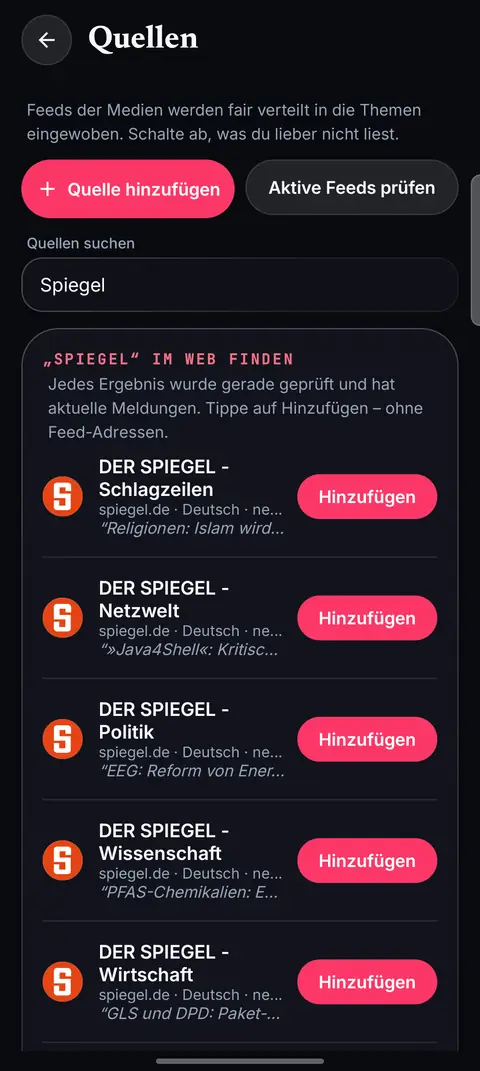 Quellen
Feeds der Medien werden fair verteilt in die Themen
eingewoben. Schalte ab, was du lieber nicht liest.
+ Quelle hinzufügen
Aktive Feeds prüfen
Quellen suchen
Spiegel
„SPIEGEL“ IM WEB FINDEN
Jedes Ergebnis wurde gerade geprüft und hat
aktuelle Meldungen. Tippe auf Hinzufügen – ohne
Feed-Adressen.
DER SPIEGEL -
Schlagzeilen
spiegel.de · Deutsch · ne...
“Religionen: Islam wird...
Hinzufügen
DER SPIEGEL -
Netzwelt
spiegel.de · Deutsch · ne...
“»Java4Shell«: Kritisc...
Hinzufügen
DER SPIEGEL -
Politik
spiegel.de · Deutsch · ne...
“EEG: Reform von Ener...
Hinzufügen
DER SPIEGEL -
Wissenschaft
spiegel.de · Deutsch · ne...
“PFAS-Chemikalien: E...
Hinzufügen
DER SPIEGEL -
Wirtschaft
spiegel.de · Deutsch · ne...
“GLS und DPD: Paket-...
Hinzufügen